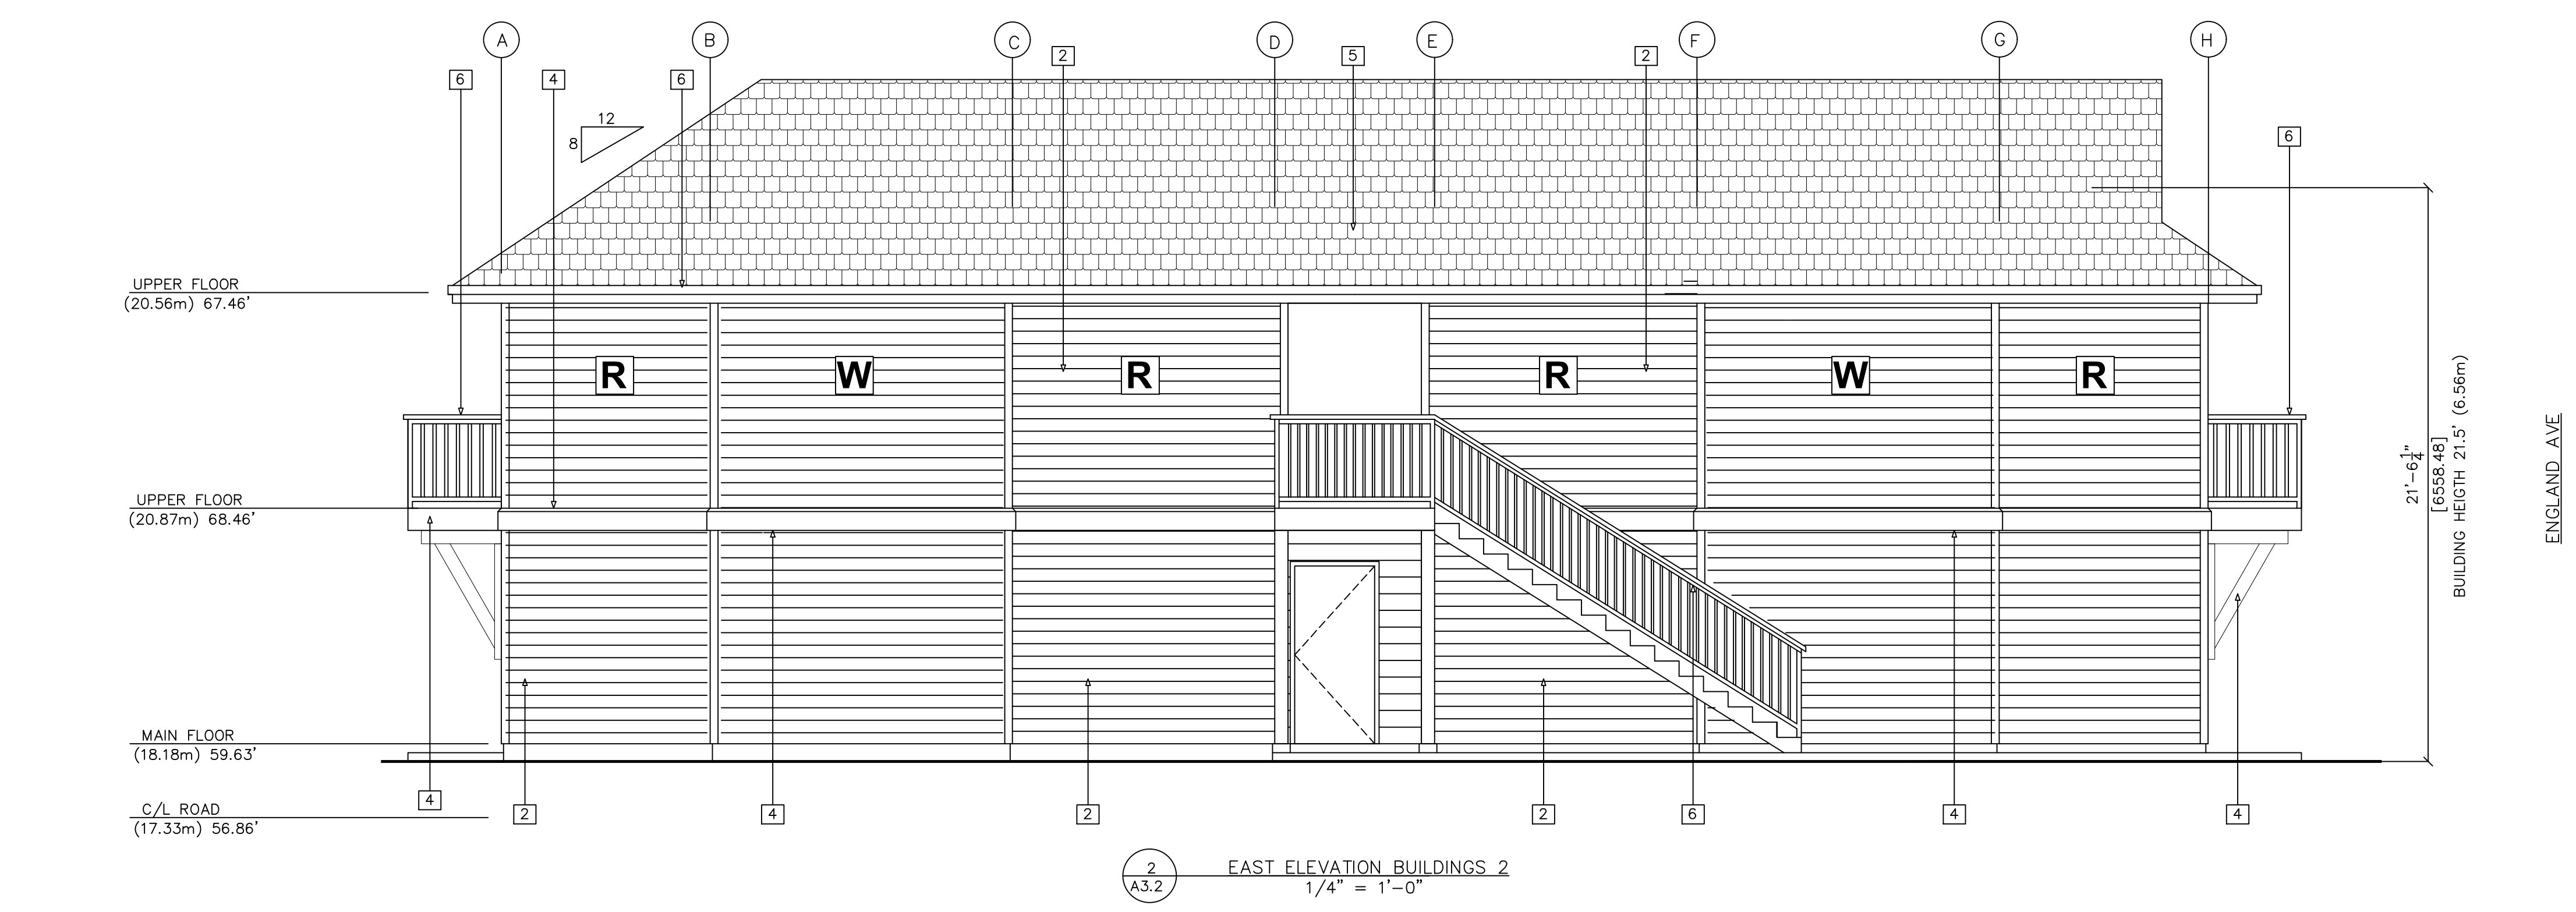 A B C D E F G H
6 4 6 2 5 2 6
12
8
UPPER FLOOR
(20.56m) 67.46'
R W R R W R
UPPER FLOOR
(20.87m) 68.46'
21'-6 1/4"
[6558.48]
BUILDING HEIGTH 21.5' (6.56m)
ENGLAND AVE
MAIN FLOOR
(18.18m) 59.63'
C/L ROAD
(17.33m) 56.86'
4 2 4 2 2 6 4 4
2
A3.2
EAST ELEVATION BUILDINGS 2
1/4" = 1'-0"